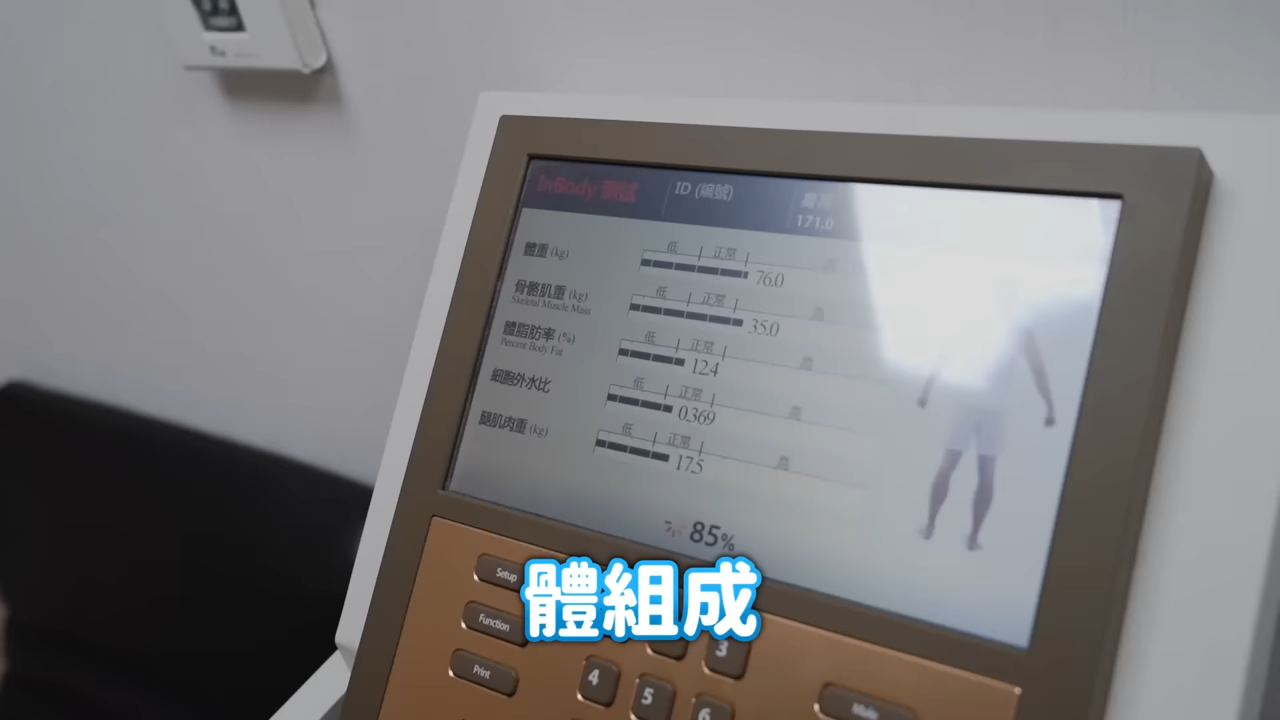 InBody 測試
ID (編號)
身高
171.0
體重 (kg)
低 正常 高
76.0
骨骼肌重 (kg)
Skeletal Muscle Mass
低 正常 高
35.0
體脂肪率 (%)
Percent Body Fat
低 正常 高
12.4
細胞外水比
低 正常 高
0.369
腿肌肉重 (kg)
低 正常 高
17.5
85%
Setup
Function
Print
3
4
5
6
Male
體組成